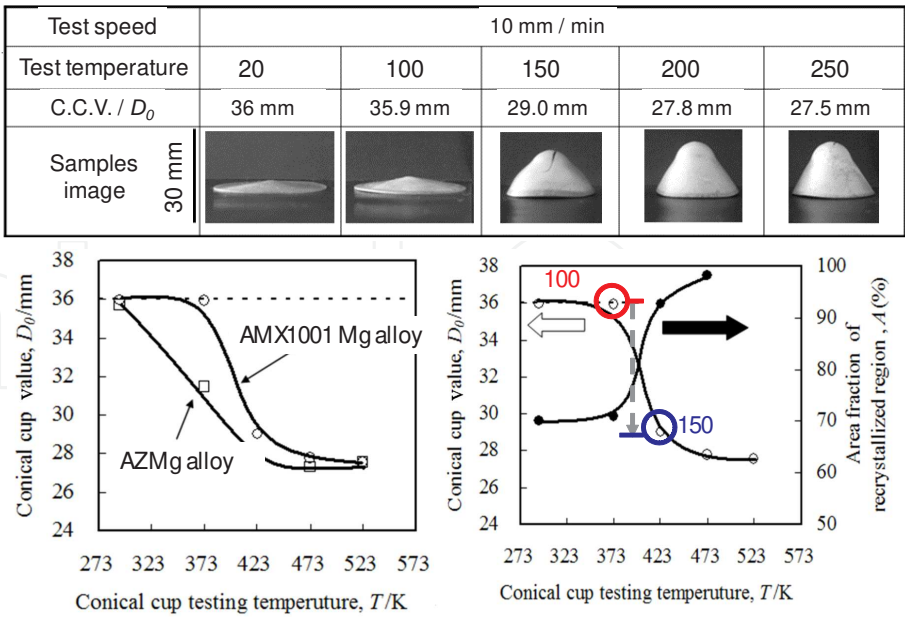 Test speed 10 mm / min
Test temperature 20 100 150 200 250
C.C.V. / D0 36 mm 35.9 mm 29.0 mm 27.8 mm 27.5 mm
Samples
image
30 mm
38
36
34
32
30
28
26
24
Conical cup value, D0/mm
AMX1001 Mg alloy
AZMg alloy
273 323 373 423 473 523 573
Conical cup testing temperuture, T/K
38
36
34
32
30
28
26
24
Conical cup value, D0/mm
100
150
100
90
80
70
60
50
Area fraction of
recrystallized region, A(%)
273 323 373 423 473 523 573
Conical cup testing temperuture, T/K